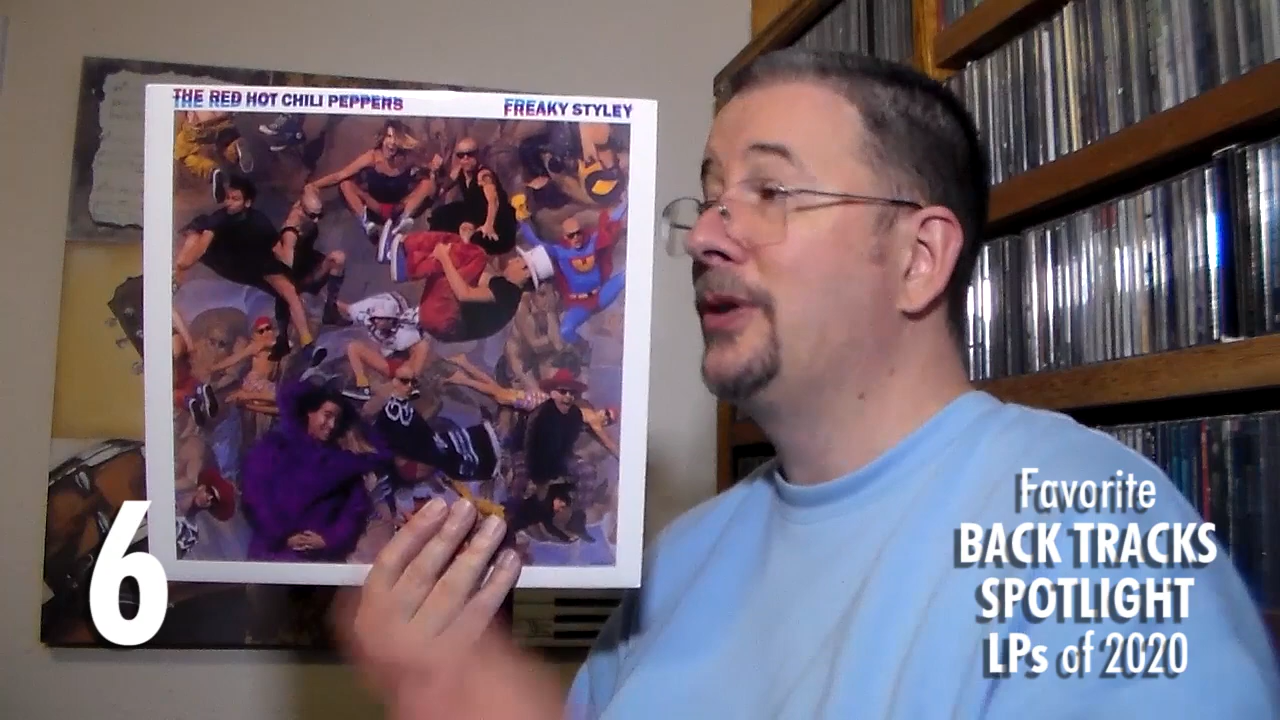 THE RED HOT CHILI PEPPERS
FREAKY STYLEY
6
Favorite
BACK TRACKS
SPOTLIGHT
LPs of 2020